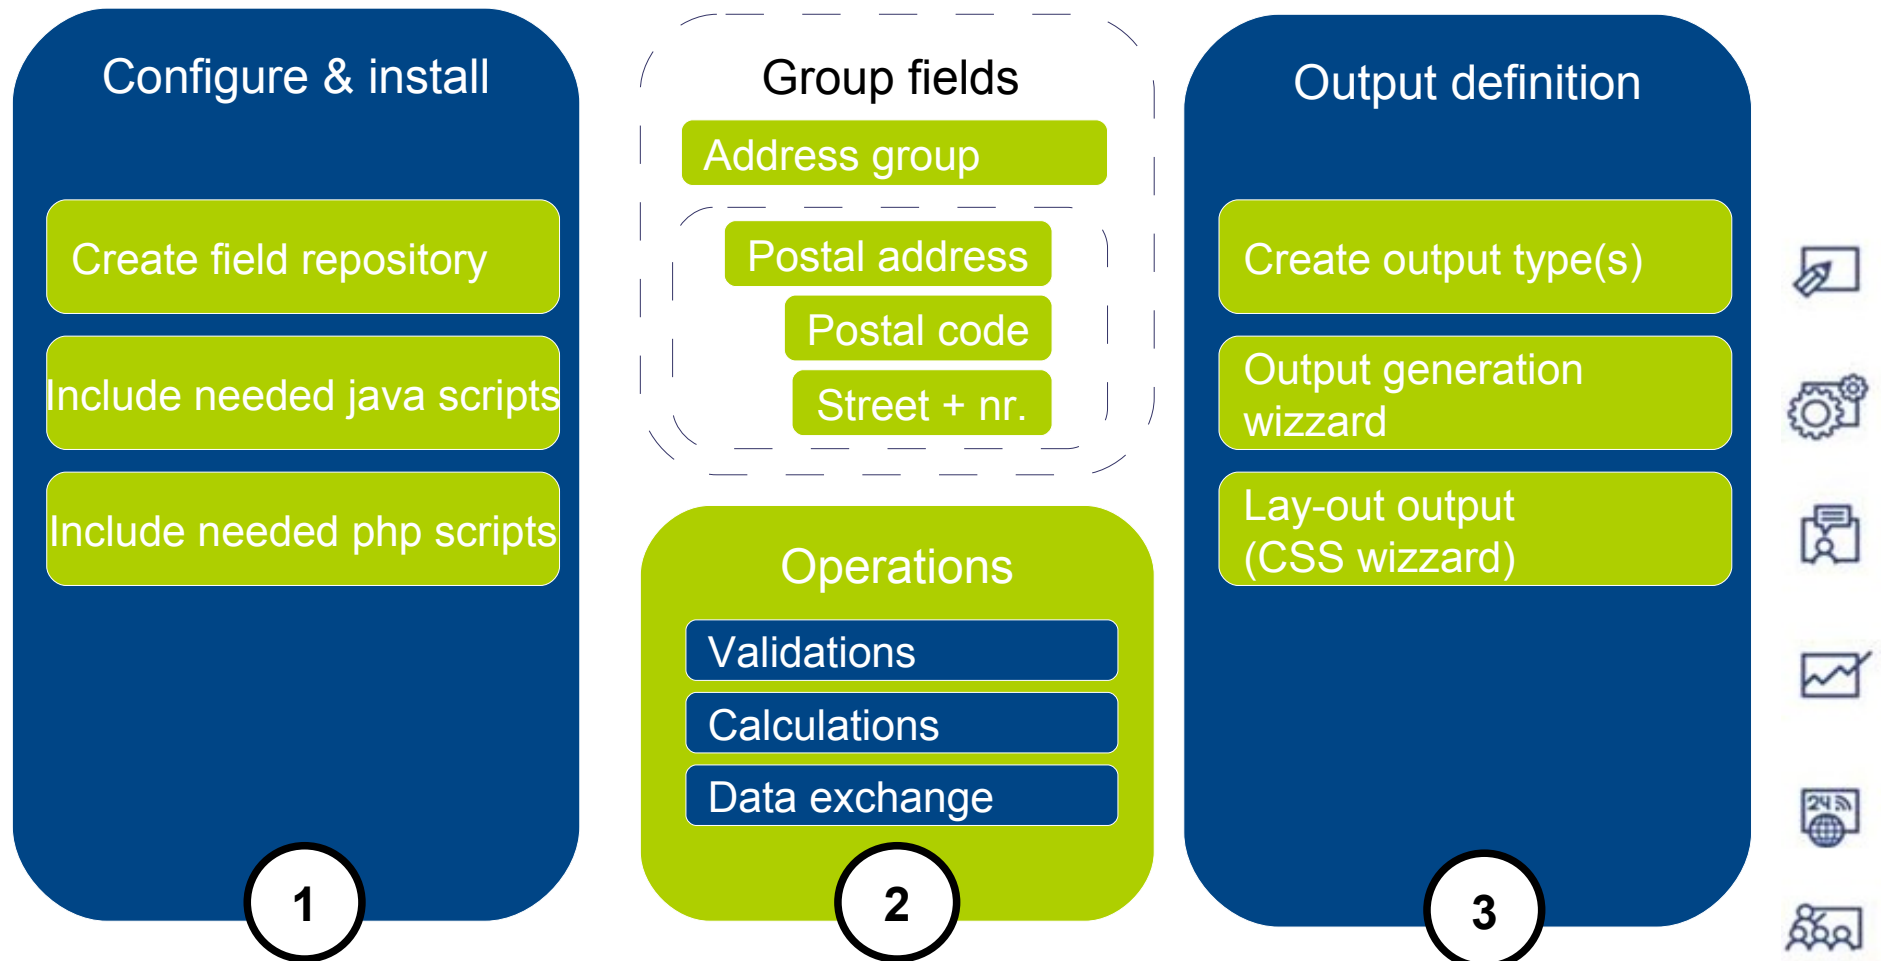 Configure & install
Create field repository
Include needed java scripts
Include needed php scripts
1
Group fields
Address group
Postal address
Postal code
Street + nr.
Operations
Validations
Calculations
Data exchange
2
Output definition
Create output type(s)
Output generation
wizzard
Lay-out output
(CSS wizzard)
3
24